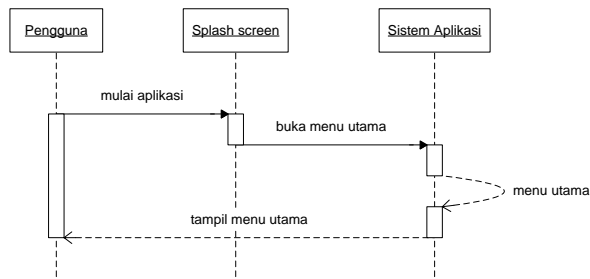 Pengguna
Splash screen
Sistem Aplikasi
mulai aplikasi
buka menu utama
menu utama
tampil menu utama